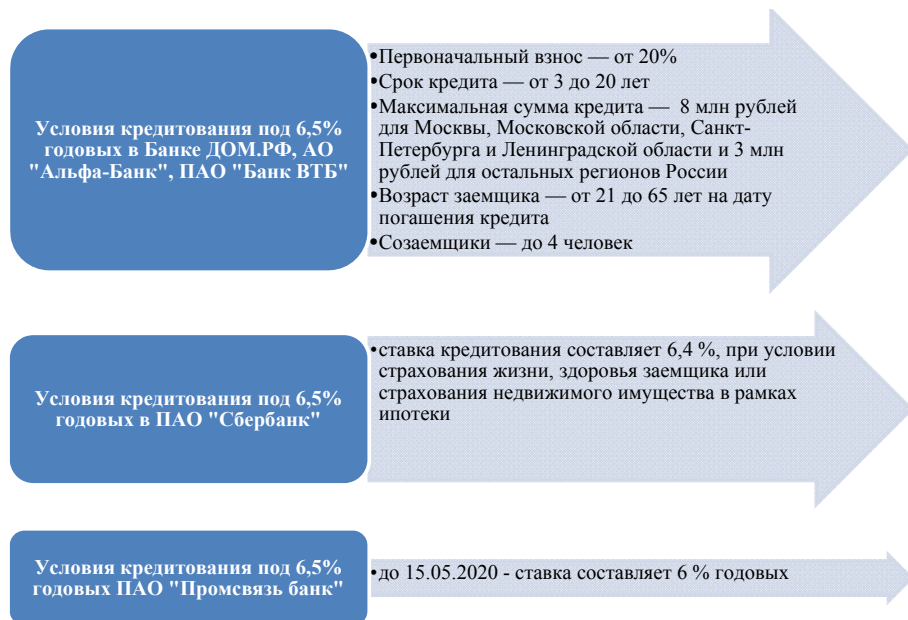 Условия кредитования под 6,5%
годовых в Банке ДОМ.РФ, АО
"Альфа-Банк", ПАО "Банк ВТБ"
•Первоначальный взнос — от 20%
•Срок кредита — от 3 до 20 лет
•Максимальная сумма кредита — 8 млн рублей
для Москвы, Московской области, Санкт-
Петербурга и Ленинградской области и 3 млн
рублей для остальных регионов России
•Возраст заемщика — от 21 до 65 лет на дату
погашения кредита
•Созаемщики — до 4 человек
Условия кредитования под 6,5%
годовых в ПАО "Сбербанк"
•ставка кредитования составляет 6,4 %, при условии
страхования жизни, здоровья заемщика или
страхования недвижимого имущества в рамках
ипотеки
Условия кредитования под 6,5%
годовых ПАО "Промсвязь банк"
•до 15.05.2020 - ставка составляет 6 % годовых